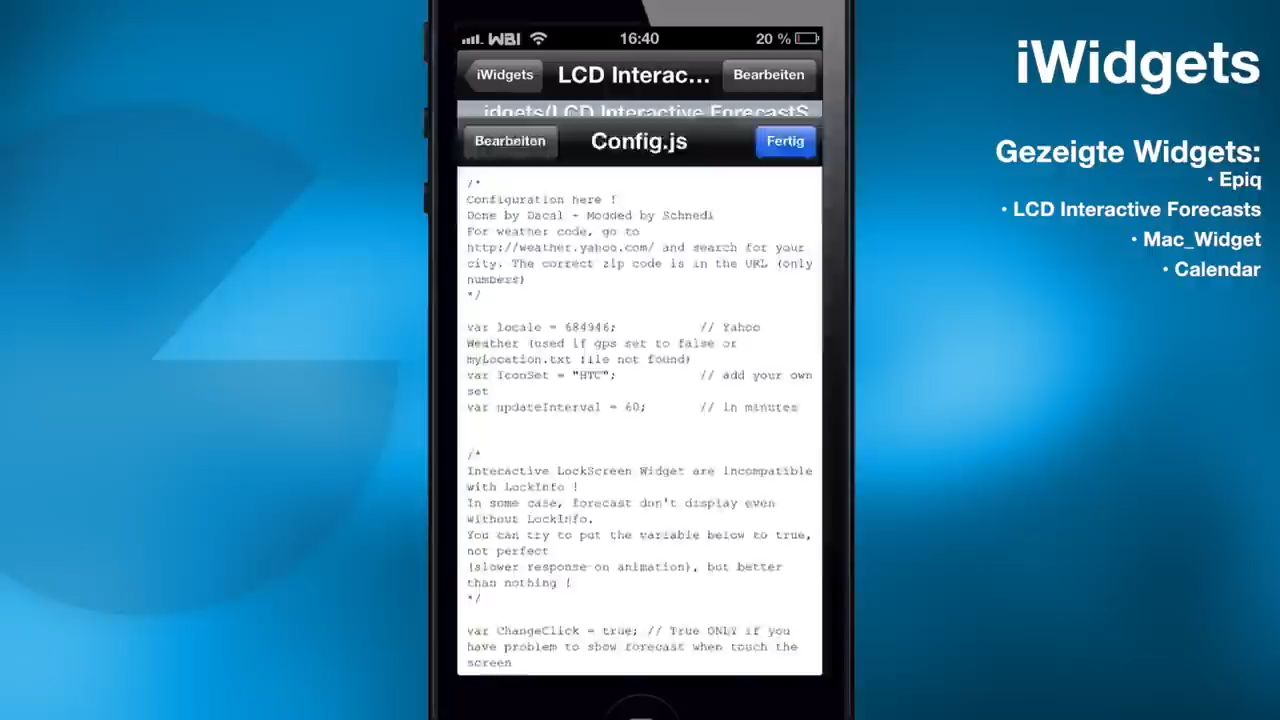 WBI 16:40 20 %
iWidgets LCD Interac... Bearbeiten
idgets(LCD Interactive ForecastS
Bearbeiten Config.js Fertig
/*
Configuration here !
Done by Dacal - Modded by Schnedi
For weather code, go to
http://weather.yahoo.com/ and search for your
city. The correct zip code is in the URL (only
numbers)
*/
var locale = 684946; // Yahoo
Weather (used if gps set to false or
myLocation.txt file not found)
var IconSet = "HTC"; // add your own
set
var updateInterval = 60; // in minutes
/*
Interactive LockScreen Widget are incompatible
with LockInfo !
In some case, forecast don't display even
without LockInfo.
You can try to put the variable below to true,
not perfect
(slower response on animation), but better
than nothing !
*/
var ChangeClick = true; // True ONLY if you
have problem to show forecast when touch the
screen
iWidgets
Gezeigte Widgets:
• Epiq
• LCD Interactive Forecasts
• Mac_Widget
• Calendar